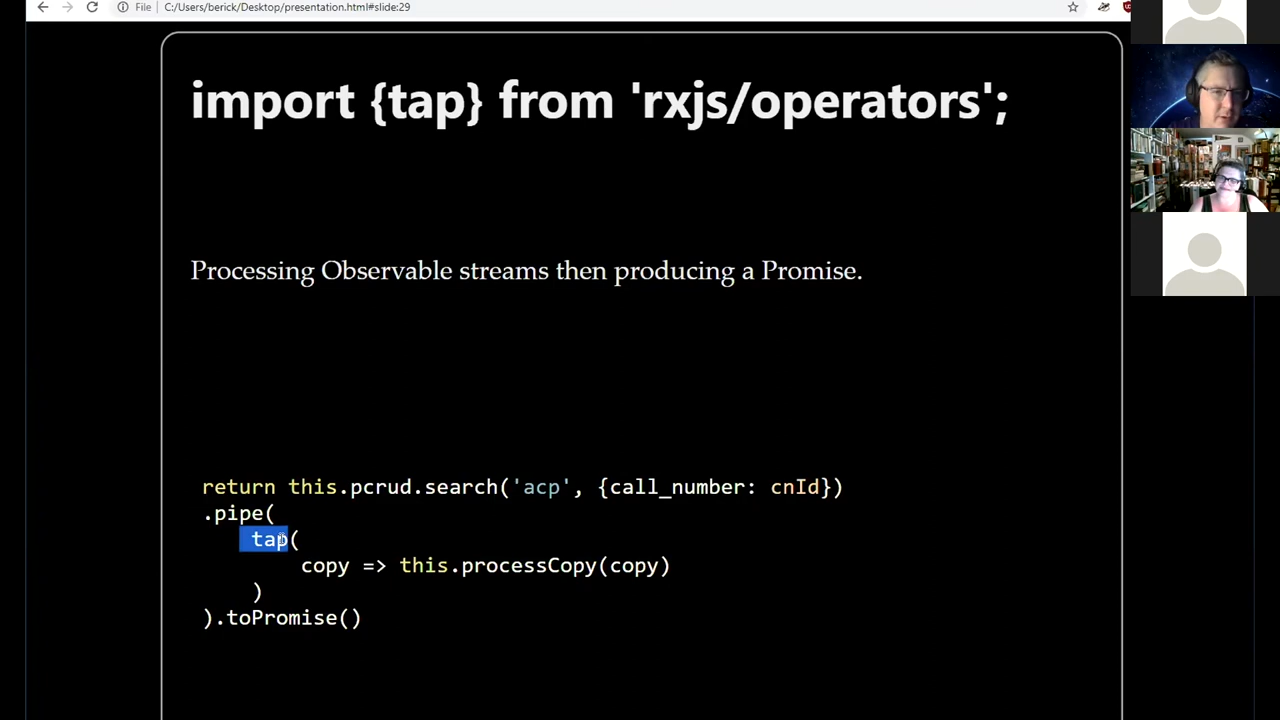 File
C:/Users/berick/Desktop/presentation.html#slide:29
import {tap} from 'rxjs/operators';
Processing Observable streams then producing a Promise.
return this.pcrud.search('acp', {call_number: cnId})
.pipe(
tap(
copy => this.processCopy(copy)
)
).toPromise()